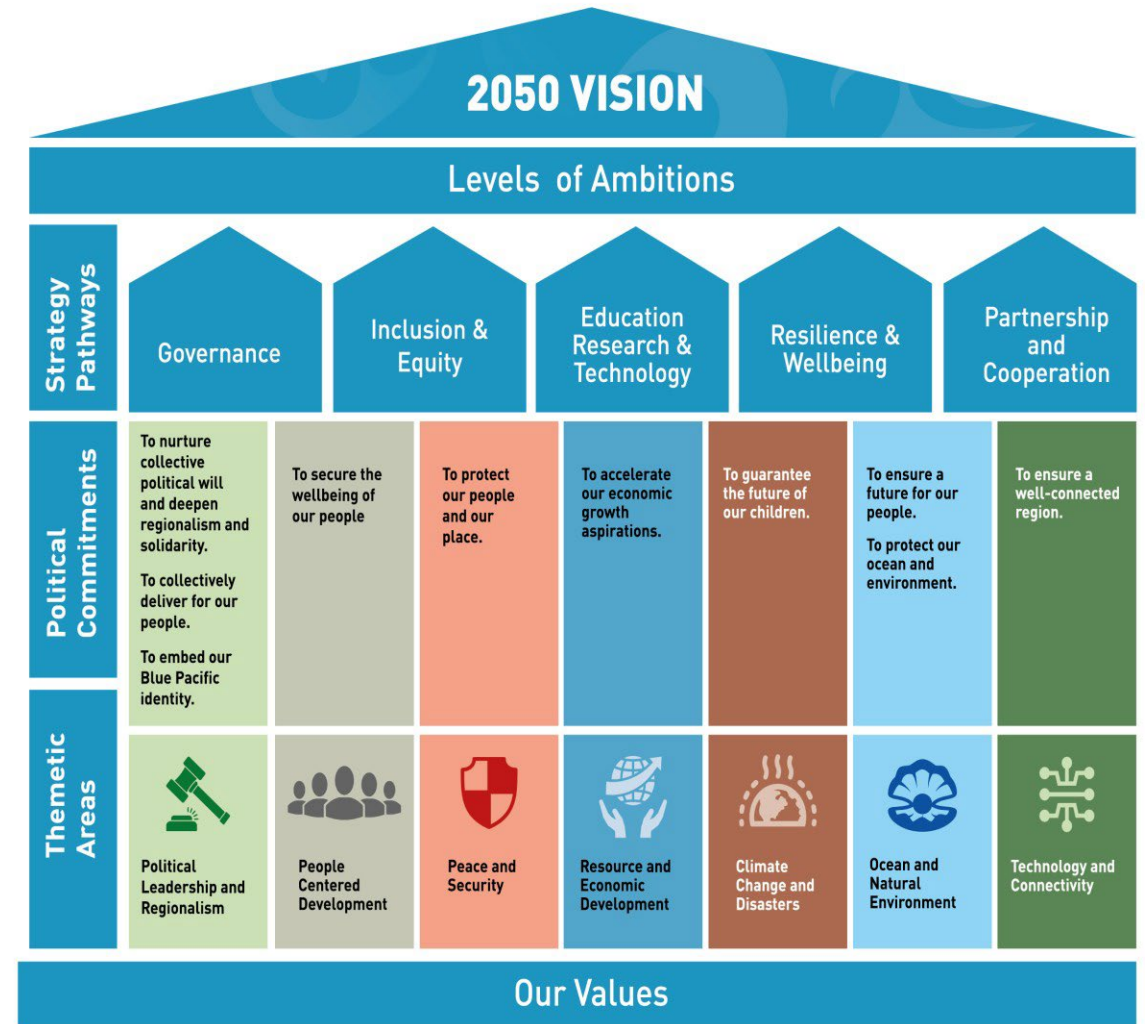 2050 VISION
Levels of Ambitions
Strategy
Pathways
Governance
Inclusion &
Equity
Education
Research &
Technology
Resilience &
Wellbeing
Partnership
and
Cooperation
Political
Commitments
To nurture
collective
political will
and deepen
regionalism and
solidarity.
To collectively
deliver for our
people.
To embed our
Blue Pacific
identity.
To secure the
wellbeing of
our people
To protect
our people
and our
place.
To accelerate
our economic
growth
aspirations.
To guarantee
the future of
our children.
To ensure a
future for our
people.
To protect our
ocean and
environment.
To ensure a
well-connected
region.
Themetic
Areas
Political
Leadership and
Regionalism
People
Centered
Development
Peace and
Security
Resource and
Economic
Development
Climate
Change and
Disasters
Ocean and
Natural
Environment
Technology and
Connectivity
Our Values